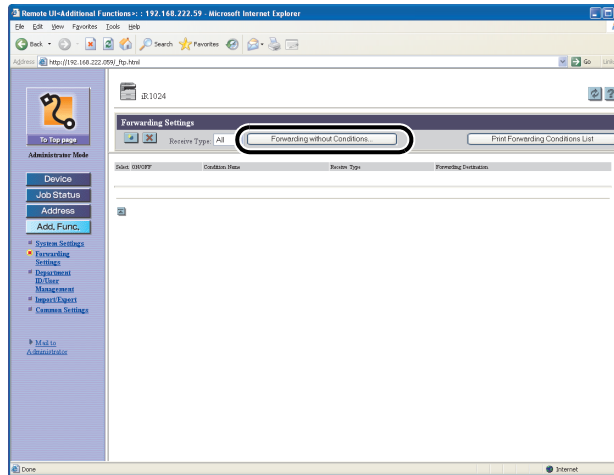 Remote UI<Additional Functions>: : 192.168.222.59 - Microsoft Internet Explorer
File Edit View Favorites Tools Help
Back Search Favorites
Address http://192.168.222.059/_ftp.html Go Links
iR1024
To Top page
Administrator Mode
Device
Job Status
Address
Add. Func.
System Settings
Forwarding
Settings
Department
ID/User
Management
Import/Export
Common Settings
Mail to
Administrator
Forwarding Settings
Receive Type: All Forwarding without Conditions... Print Forwarding Conditions List
Select ON/OFF Condition Name Receive Type Forwarding Destination
Done Internet